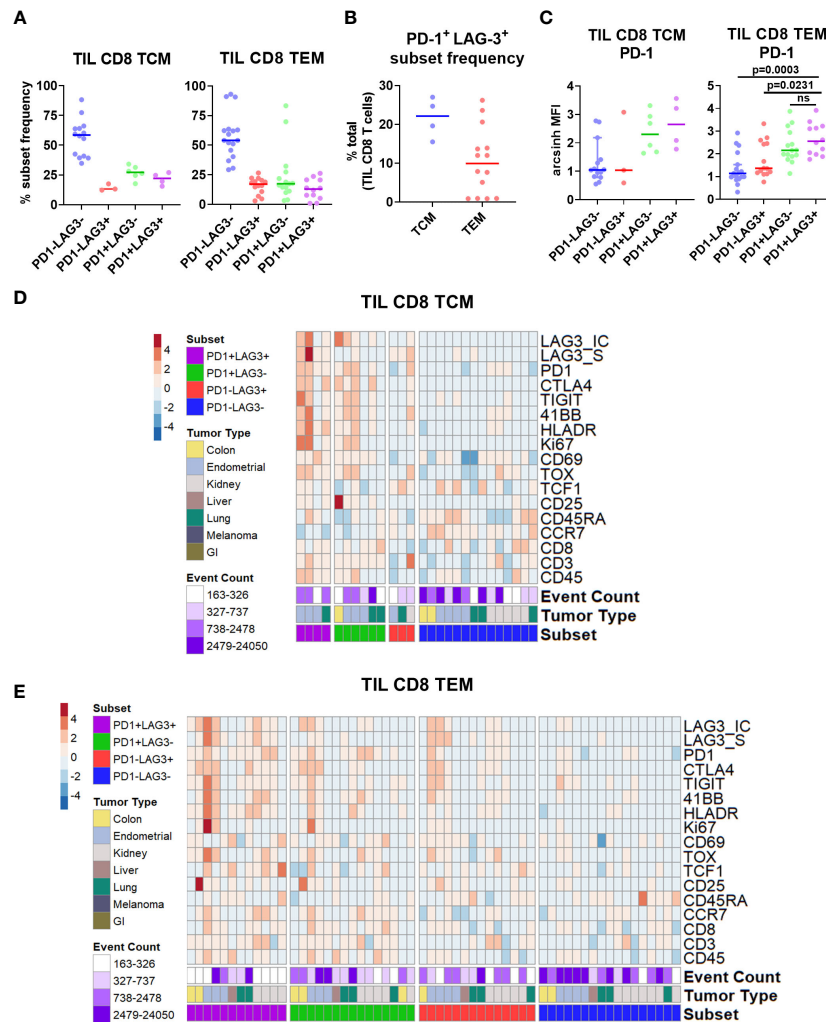 A
TIL CD8 TCM
TIL CD8 TEM
% subset frequency
100
75
50
25
0
PD1-LAG3-
PD1-LAG3+
PD1+LAG3-
PD1+LAG3+
100
75
50
25
0
PD1-LAG3-
PD1-LAG3+
PD1+LAG3-
PD1+LAG3+
B
PD-1+ LAG-3+
subset frequency
% total
(TIL CD8 T cells)
30
20
10
0
TCM
TEM
C
TIL CD8 TCM
PD-1
TIL CD8 TEM
PD-1
p=0.0003
p=0.0231
ns
arcsinh MFI
4
3
2
1
0
PD1-LAG3-
PD1-LAG3+
PD1+LAG3-
PD1+LAG3+
5
4
3
2
1
0
PD1-LAG3-
PD1-LAG3+
PD1+LAG3-
PD1+LAG3+
D
TIL CD8 TCM
4
2
0
-2
-4
Subset
PD1+LAG3+
PD1+LAG3-
PD1-LAG3+
PD1-LAG3-
Tumor Type
Colon
Endometrial
Kidney
Liver
Lung
Melanoma
GI
Event Count
163-326
327-737
738-2478
2479-24050
LAG3_IC
LAG3_S
PD1
CTLA4
TIGIT
41BB
HLADR
Ki67
CD69
TOX
TCF1
CD25
CD45RA
CCR7
CD8
CD3
CD45
Event Count
Tumor Type
Subset
E
TIL CD8 TEM
4
2
0
-2
-4
Subset
PD1+LAG3+
PD1+LAG3-
PD1-LAG3+
PD1-LAG3-
Tumor Type
Colon
Endometrial
Kidney
Liver
Lung
Melanoma
GI
Event Count
163-326
327-737
738-2478
2479-24050
LAG3_IC
LAG3_S
PD1
CTLA4
TIGIT
41BB
HLADR
Ki67
CD69
TOX
TCF1
CD25
CD45RA
CCR7
CD8
CD3
CD45
Event Count
Tumor Type
Subset